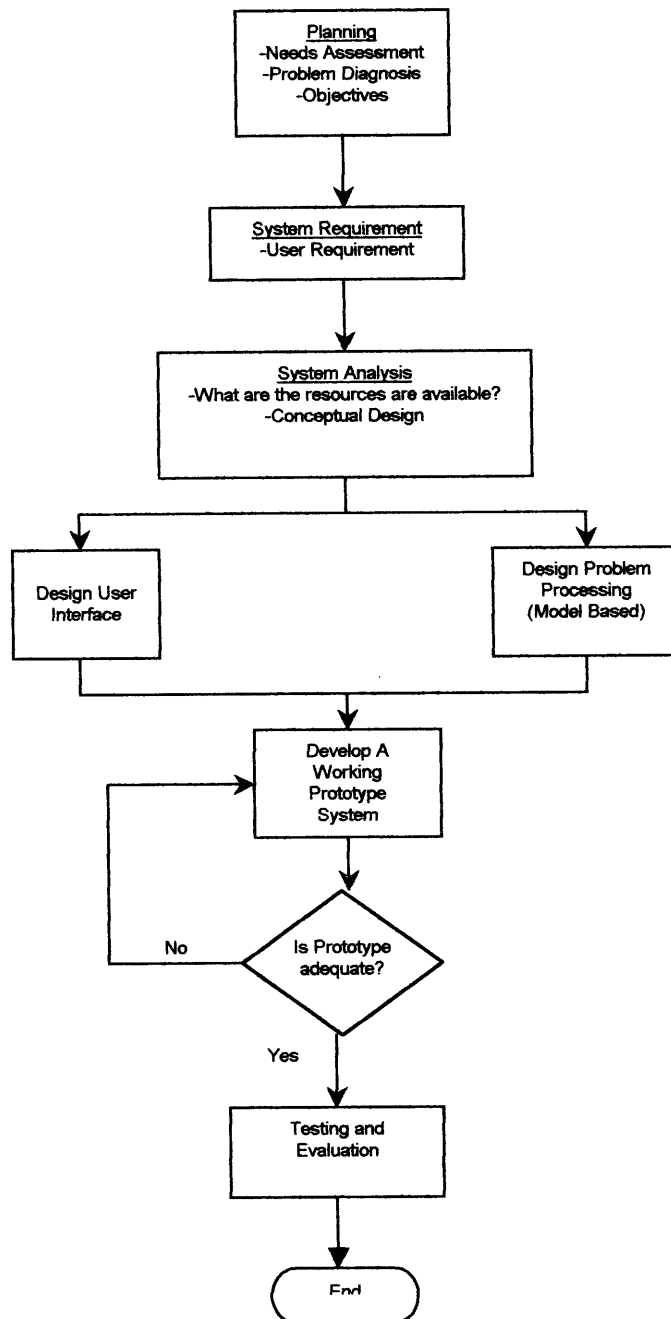 Planning
-Needs Assessment
-Problem Diagnosis
-Objectives
System Requirement
-User Requirement
System Analysis
-What are the resources are available?
-Conceptual Design
Design User
Interface
Design Problem
Processing
(Model Based)
Develop A
Working
Prototype
System
Is Prototype
adequate?
No
Yes
Testing and
Evaluation
End